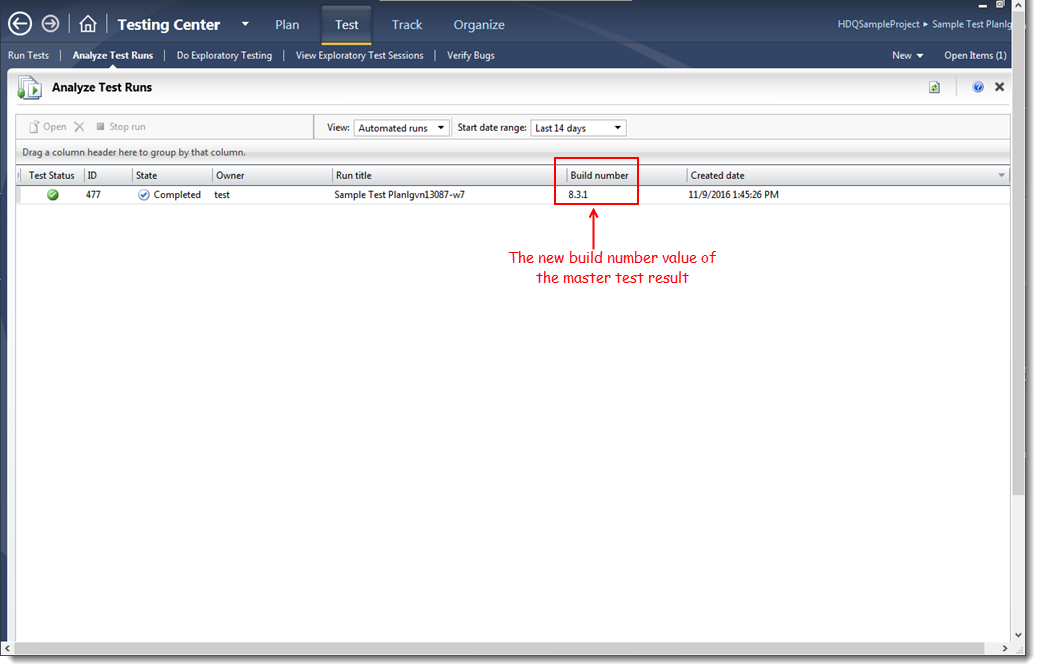 Testing Center Plan Test Track Organize HDQSampleProject ▸ Sample Test PlanIg
Run Tests Analyze Test Runs Do Exploratory Testing View Exploratory Test Sessions Verify Bugs New Open Items (1)
Analyze Test Runs
Open Stop run View: Automated runs Start date range: Last 14 days
Drag a column header here to group by that column.
Test Status ID State Owner Run title Build number Created date
477 Completed test Sample Test PlanIgvn13087-w7 8.3.1 11/9/2016 1:45:26 PM
The new build number value of
the master test result